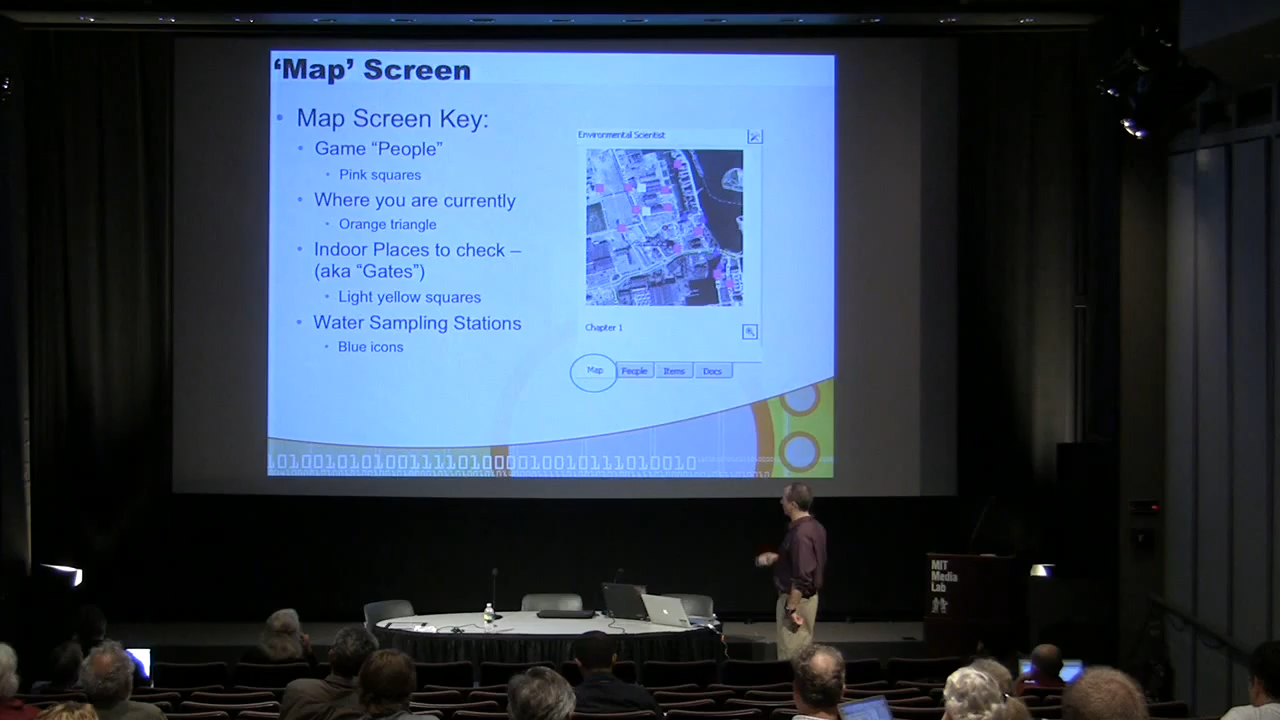 ‘Map’ Screen
• Map Screen Key:
• Game “People”
• Pink squares
• Where you are currently
• Orange triangle
• Indoor Places to check –
(aka “Gates”)
• Light yellow squares
• Water Sampling Stations
• Blue icons
Environmental Scientist
Chapter 1
Map People Items Docs
MIT
Media
Lab